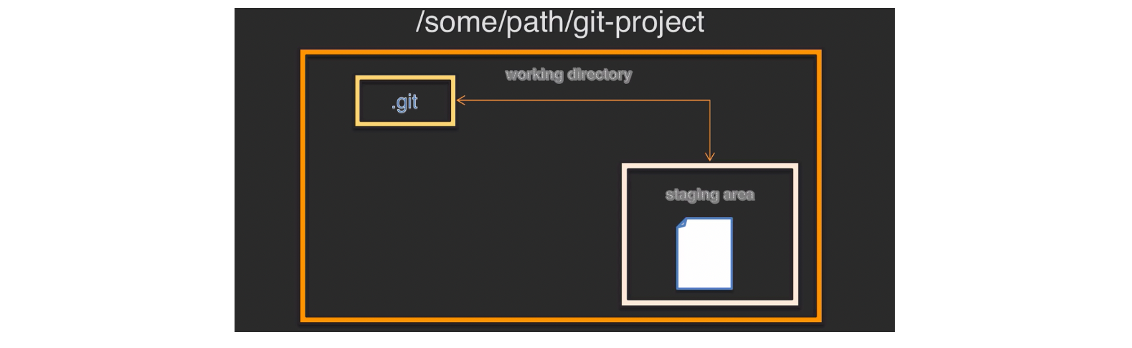 /some/path/git-project
working directory
.git
staging area